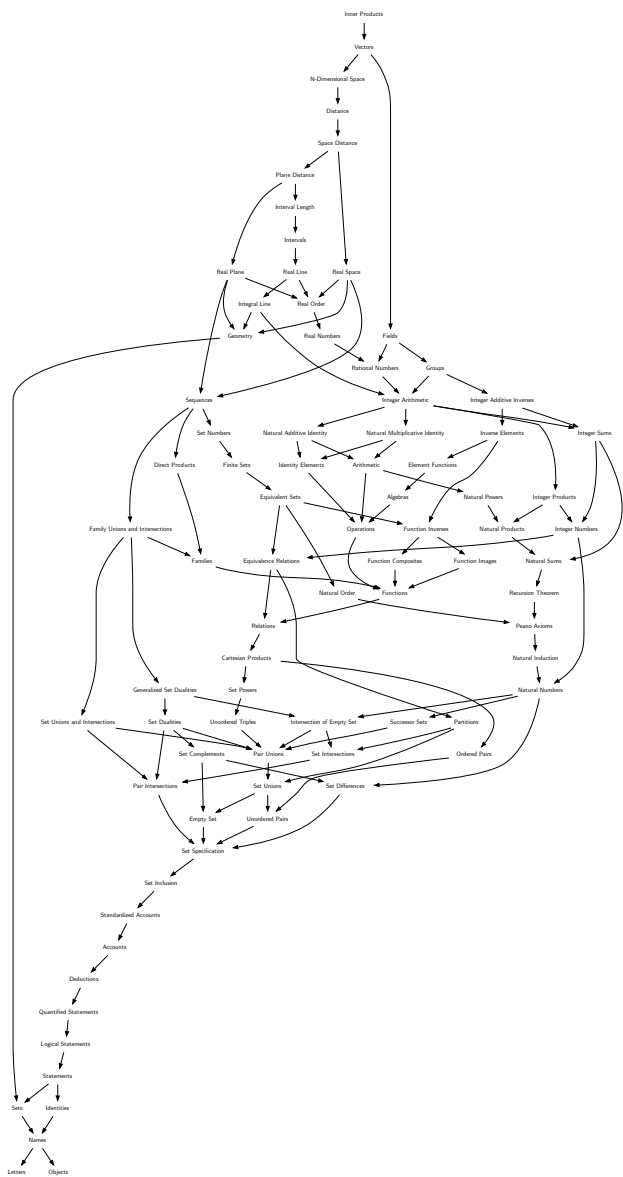 Inner Products
Vectors
N-Dimensional Space
Distance
Space Distance
Plane Distance
Interval Length
Intervals
Real Plane
Real Line
Real Space
Integral Line
Real Order
Geometry
Real Numbers
Fields
Rational Numbers
Groups
Sequences
Integer Arithmetic
Integer Additive Inverses
Set Numbers
Natural Additive Identity
Natural Multiplicative Identity
Inverse Elements
Integer Sums
Direct Products
Finite Sets
Identity Elements
Arithmetic
Element Functions
Equivalent Sets
Algebras
Natural Powers
Integer Products
Family Unions and Intersections
Operations
Function Inverses
Natural Products
Integer Numbers
Families
Equivalence Relations
Function Composites
Function Images
Natural Sums
Natural Order
Functions
Recursion Theorem
Relations
Peano Axioms
Cartesian Products
Natural Induction
Generalized Set Dualities
Set Powers
Natural Numbers
Set Unions and Intersections
Set Dualities
Unordered Triples
Intersection of Empty Set
Successor Sets
Partitions
Set Complements
Pair Unions
Set Intersections
Ordered Pairs
Pair Intersections
Set Unions
Set Differences
Empty Set
Unordered Pairs
Set Specification
Set Inclusion
Standardized Accounts
Accounts
Deductions
Quantified Statements
Logical Statements
Statements
Sets
Identities
Names
Letters
Objects